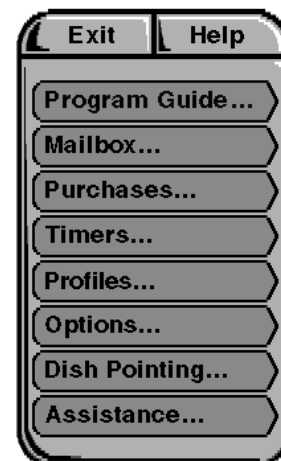 Exit Help
Program Guide...
Mailbox...
Purchases...
Timers...
Profiles...
Options...
Dish Pointing...
Assistance...